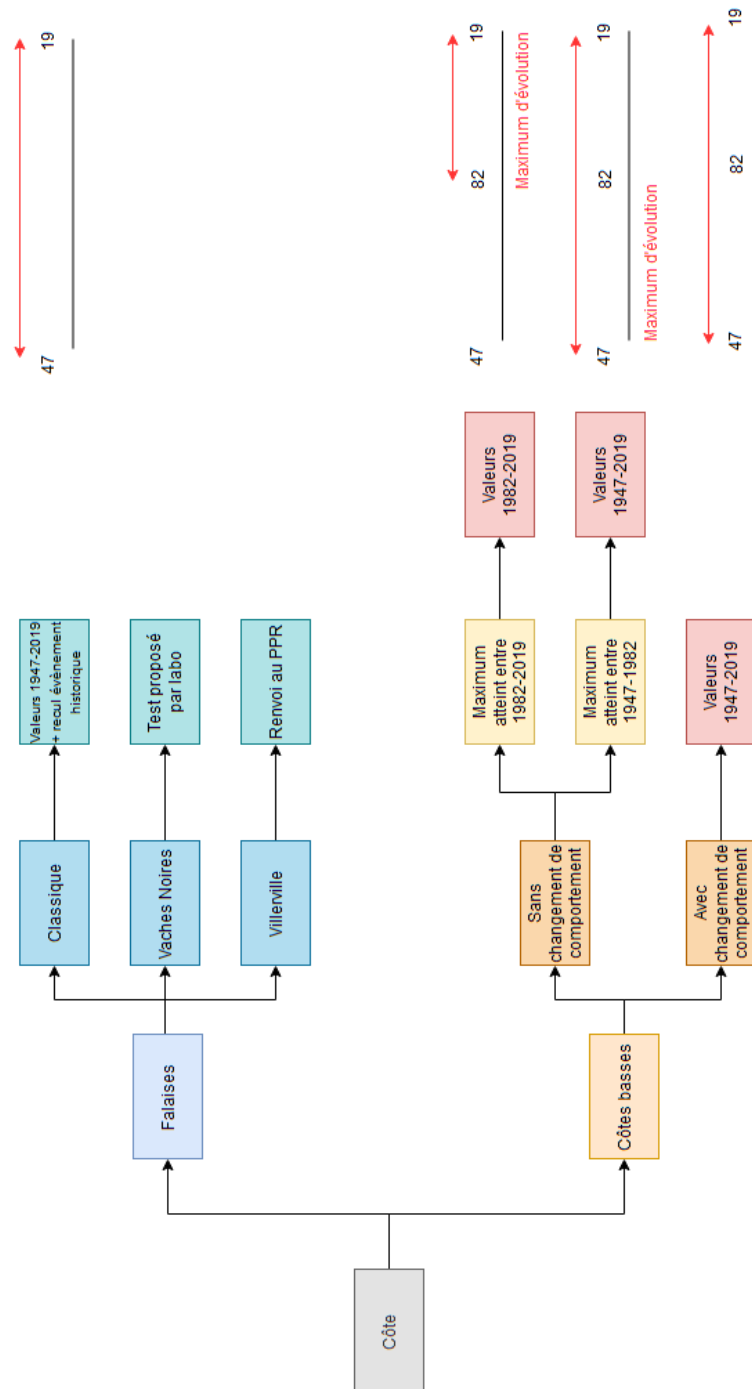 Côte
Falaises
Côtes basses
Classique
Vaches Noires
Villerville
Sans
changement de
comportement
Avec
changement de
comportement
Valeurs 1947-2019
+ recul évènement
historique
Test proposé
par labo
Renvoi au PPR
Maximum
atteint entre
1982-2019
Maximum
atteint entre
1947-1982
Valeurs
1947-2019
Valeurs
1982-2019
Valeurs
1947-2019
47
19
47
82
19
Maximum d'évolution
47
82
19
Maximum d'évolution
47
82
19